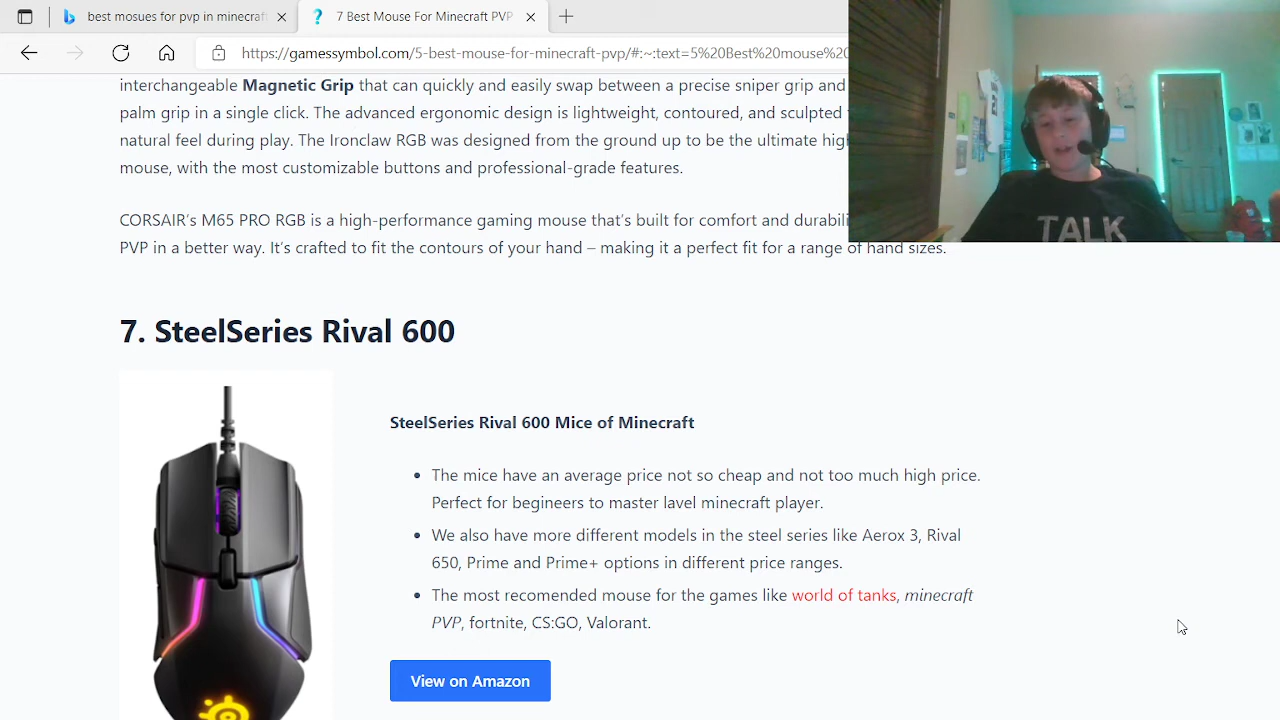 best mosues for pvp in minecraft
7 Best Mouse For Minecraft PVP
https://gamessymbol.com/5-best-mouse-for-minecraft-pvp/#:~:text=5%20Best%20mouse%20
interchangeable Magnetic Grip that can quickly and easily swap between a precise sniper grip and
palm grip in a single click. The advanced ergonomic design is lightweight, contoured, and sculpted
natural feel during play. The Ironclaw RGB was designed from the ground up to be the ultimate
mouse, with the most customizable buttons and professional-grade features.
CORSAIR's M65 PRO RGB is a high-performance gaming mouse that's built for comfort and
PVP in a better way. It's crafted to fit the contours of your hand – making it a perfect fit for a range of hand sizes.
TALK
7. SteelSeries Rival 600
SteelSeries Rival 600 Mice of Minecraft
The mice have an average price not so cheap and not too much high price.
Perfect for begineers to master lavel minecraft player.
We also have more different models in the steel series like Aerox 3, Rival
650, Prime and Prime+ options in different price ranges.
The most recomended mouse for the games like world of tanks, minecraft
PVP, fortnite, CS:GO, Valorant.
View on Amazon